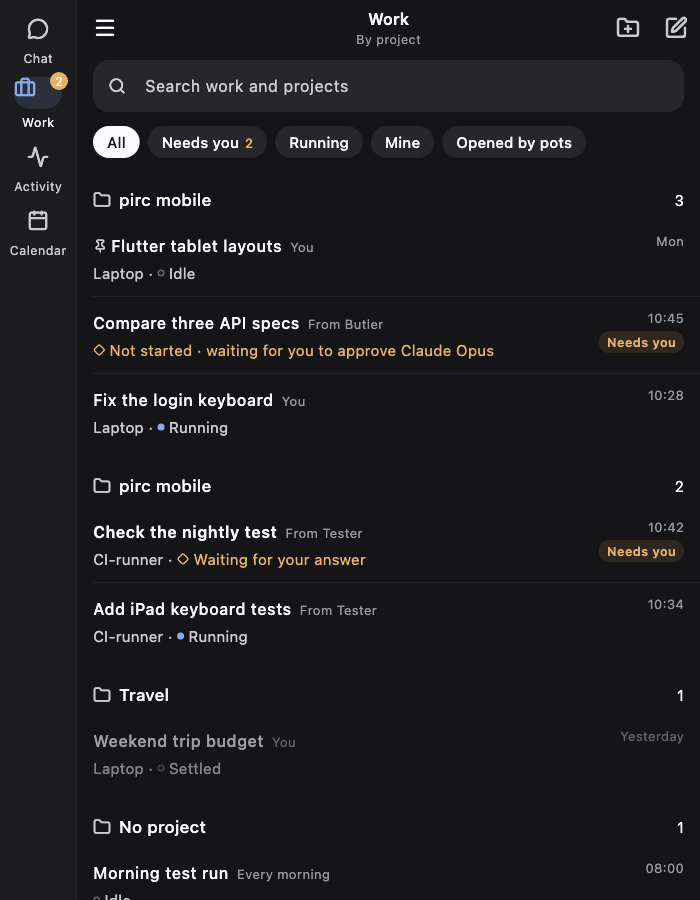 Work
By project
Chat
2
Work
Activity
Calendar
Search work and projects
All
Needs you 2
Running
Mine
Opened by pots
pirc mobile 3
Flutter tablet layouts You Mon
Laptop · Idle
Compare three API specs From Butler 10:45
Not started · waiting for you to approve Claude Opus Needs you
Fix the login keyboard You 10:28
Laptop · Running
pirc mobile 2
Check the nightly test From Tester 10:42
CI-runner · Waiting for your answer Needs you
Add iPad keyboard tests From Tester 10:34
CI-runner · Running
Travel 1
Weekend trip budget You Yesterday
Laptop · Settled
No project 1
Morning test run Every morning 08:00
Idle